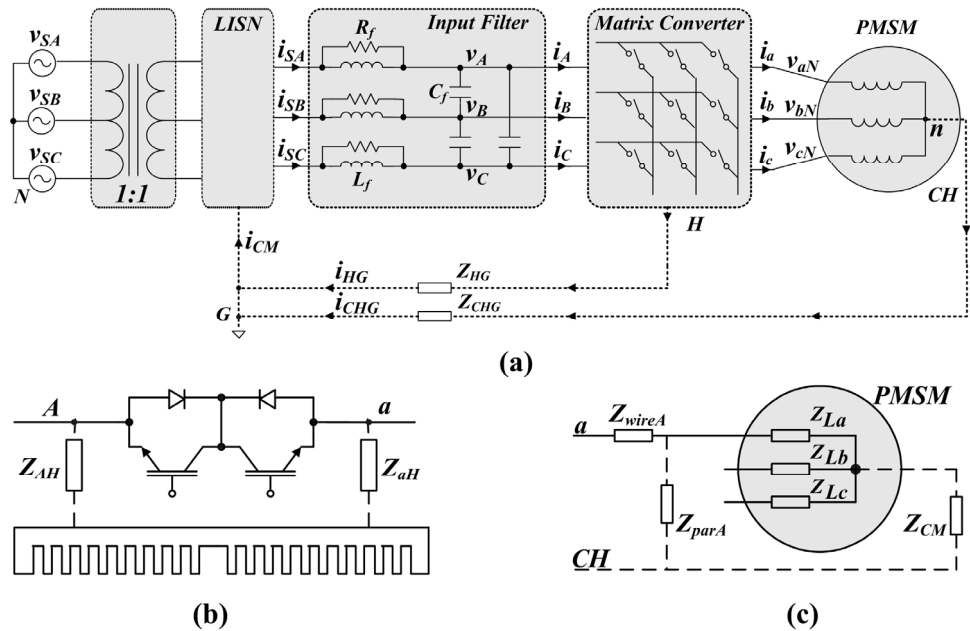 LISN
Input Filter
Matrix Converter
PMSM
v_SA
v_SB
v_SC
N
1:1
i_SA
i_SB
i_SC
R_f
L_f
C_f
v_A
v_B
v_C
i_A
i_B
i_C
i_a
i_b
i_c
v_aN
v_bN
v_cN
n
CH
H
i_CM
i_HG
Z_HG
i_CHG
Z_CHG
G
(a)
A
a
Z_AH
Z_aH
(b)
PMSM
a
Z_wireA
Z_La
Z_Lb
Z_Lc
Z_parA
Z_CM
CH
(c)